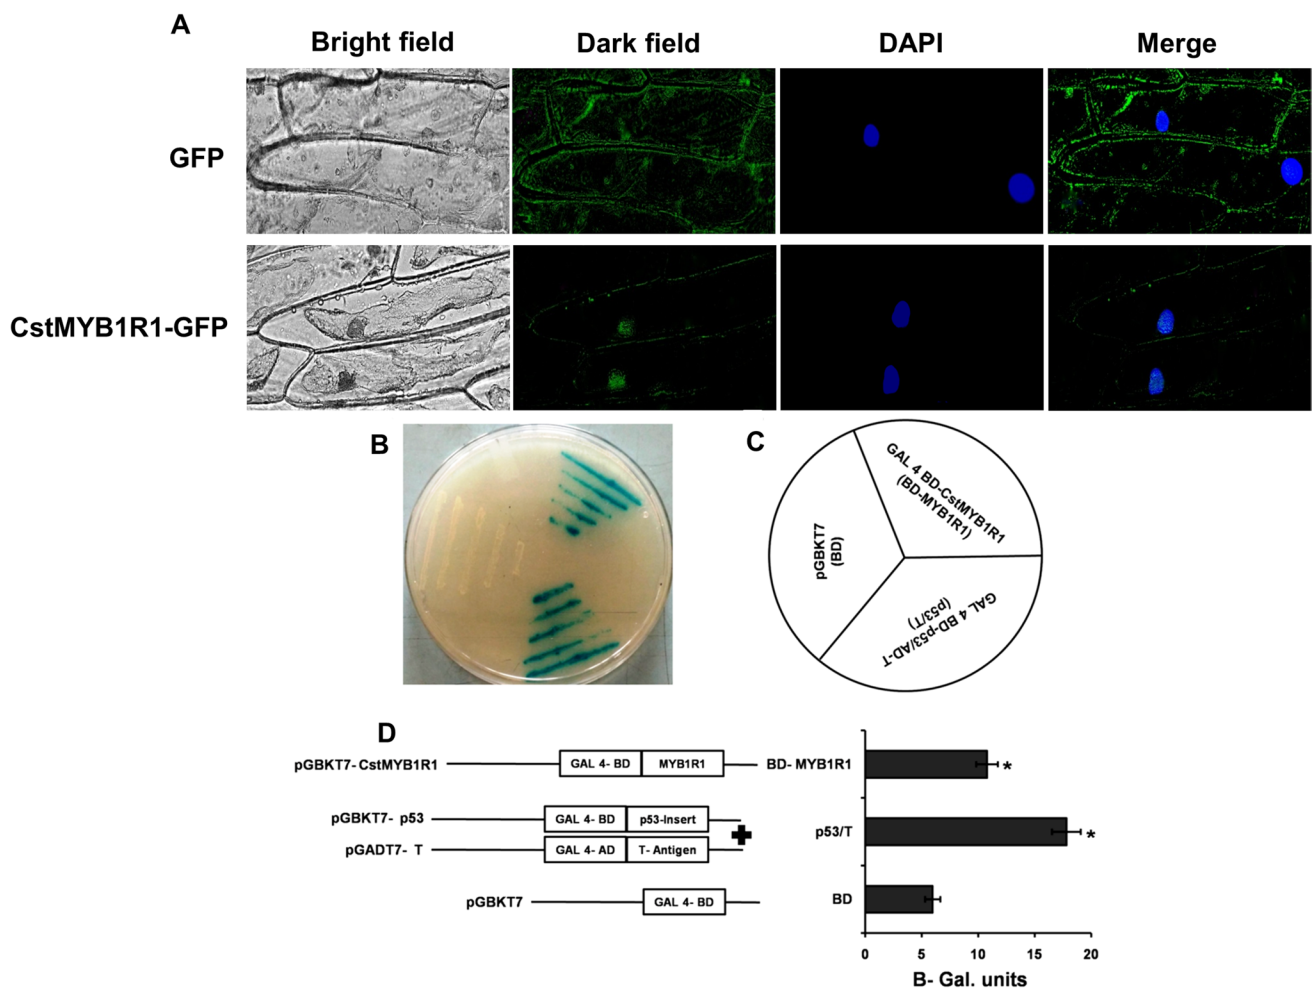 A
Bright field
Dark field
DAPI
Merge
GFP
CstMYB1R1-GFP
B
C
GAL 4 BD-CstMYB1R1
(BD-MYB1R1)
pGBKT7
(BD)
GAL 4 BD-p53/AD-T
(p53/T)
D
pGBKT7- CstMYB1R1
GAL 4- BD
MYB1R1
pGBKT7- p53
GAL 4- BD
p53-Insert
pGADT7- T
GAL 4- AD
T- Antigen
pGBKT7
GAL 4- BD
BD- MYB1R1
*
p53/T
*
BD
0 5 10 15 20
B- Gal. units